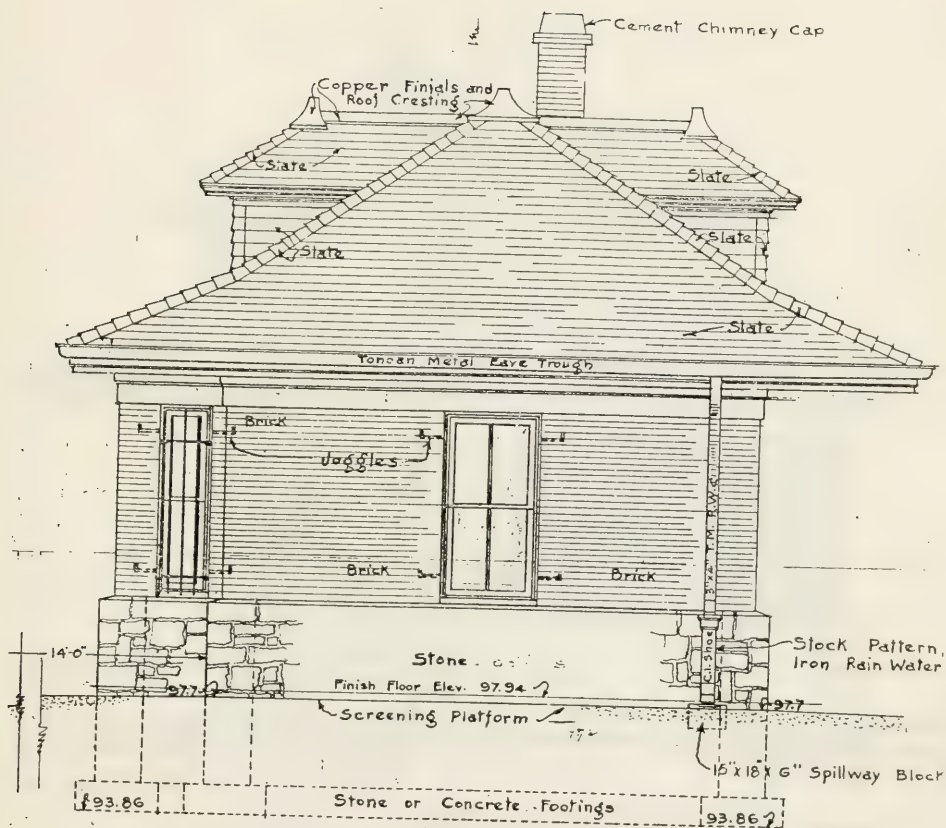 Cement Chimney Cap
Copper Finials and
Roof Cresting
Slate
Slate
Slate
Slate
Slate
Toncan Metal Eave Trough
Brick
Joggles
Brick
Brick
3"x4" T.M. R.W.C.
14'-0"
Stone
C.I. Shoe
Stock Pattern,
Iron Rain Water
97.7
Finish Floor Elev. 97.94
97.7
Screening Platform
15"x18"x6" Spillway Block
93.86
Stone or Concrete Footings
93.86